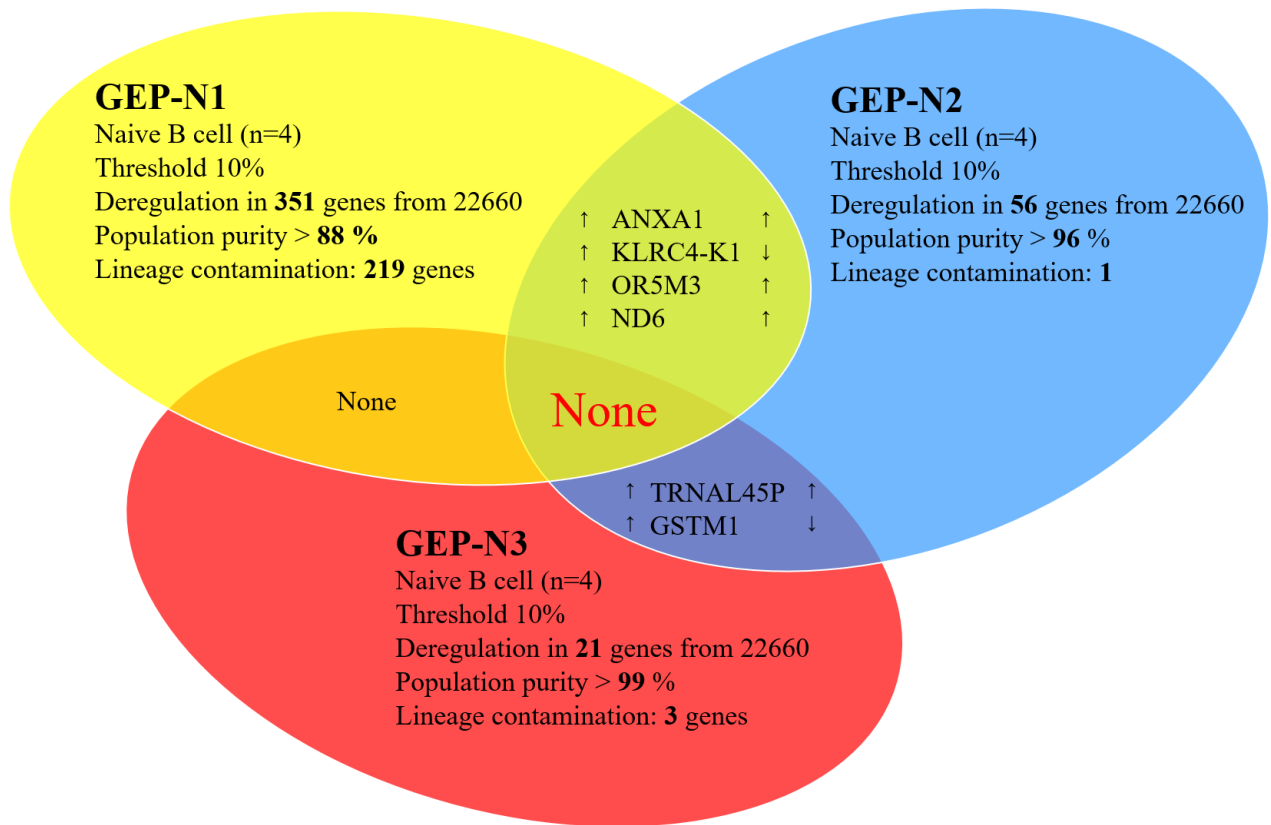 GEP-N1
Naive B cell (n=4)
Threshold 10%
Deregulation in 351 genes from 22660
Population purity > 88 %
Lineage contamination: 219 genes
GEP-N2
Naive B cell (n=4)
Threshold 10%
Deregulation in 56 genes from 22660
Population purity > 96 %
Lineage contamination: 1
↑ ANXA1 ↑
↑ KLRC4-K1 ↓
↑ OR5M3 ↑
↑ ND6 ↑
None
None
↑ TRNAL45P ↑
↑ GSTM1 ↓
GEP-N3
Naive B cell (n=4)
Threshold 10%
Deregulation in 21 genes from 22660
Population purity > 99 %
Lineage contamination: 3 genes